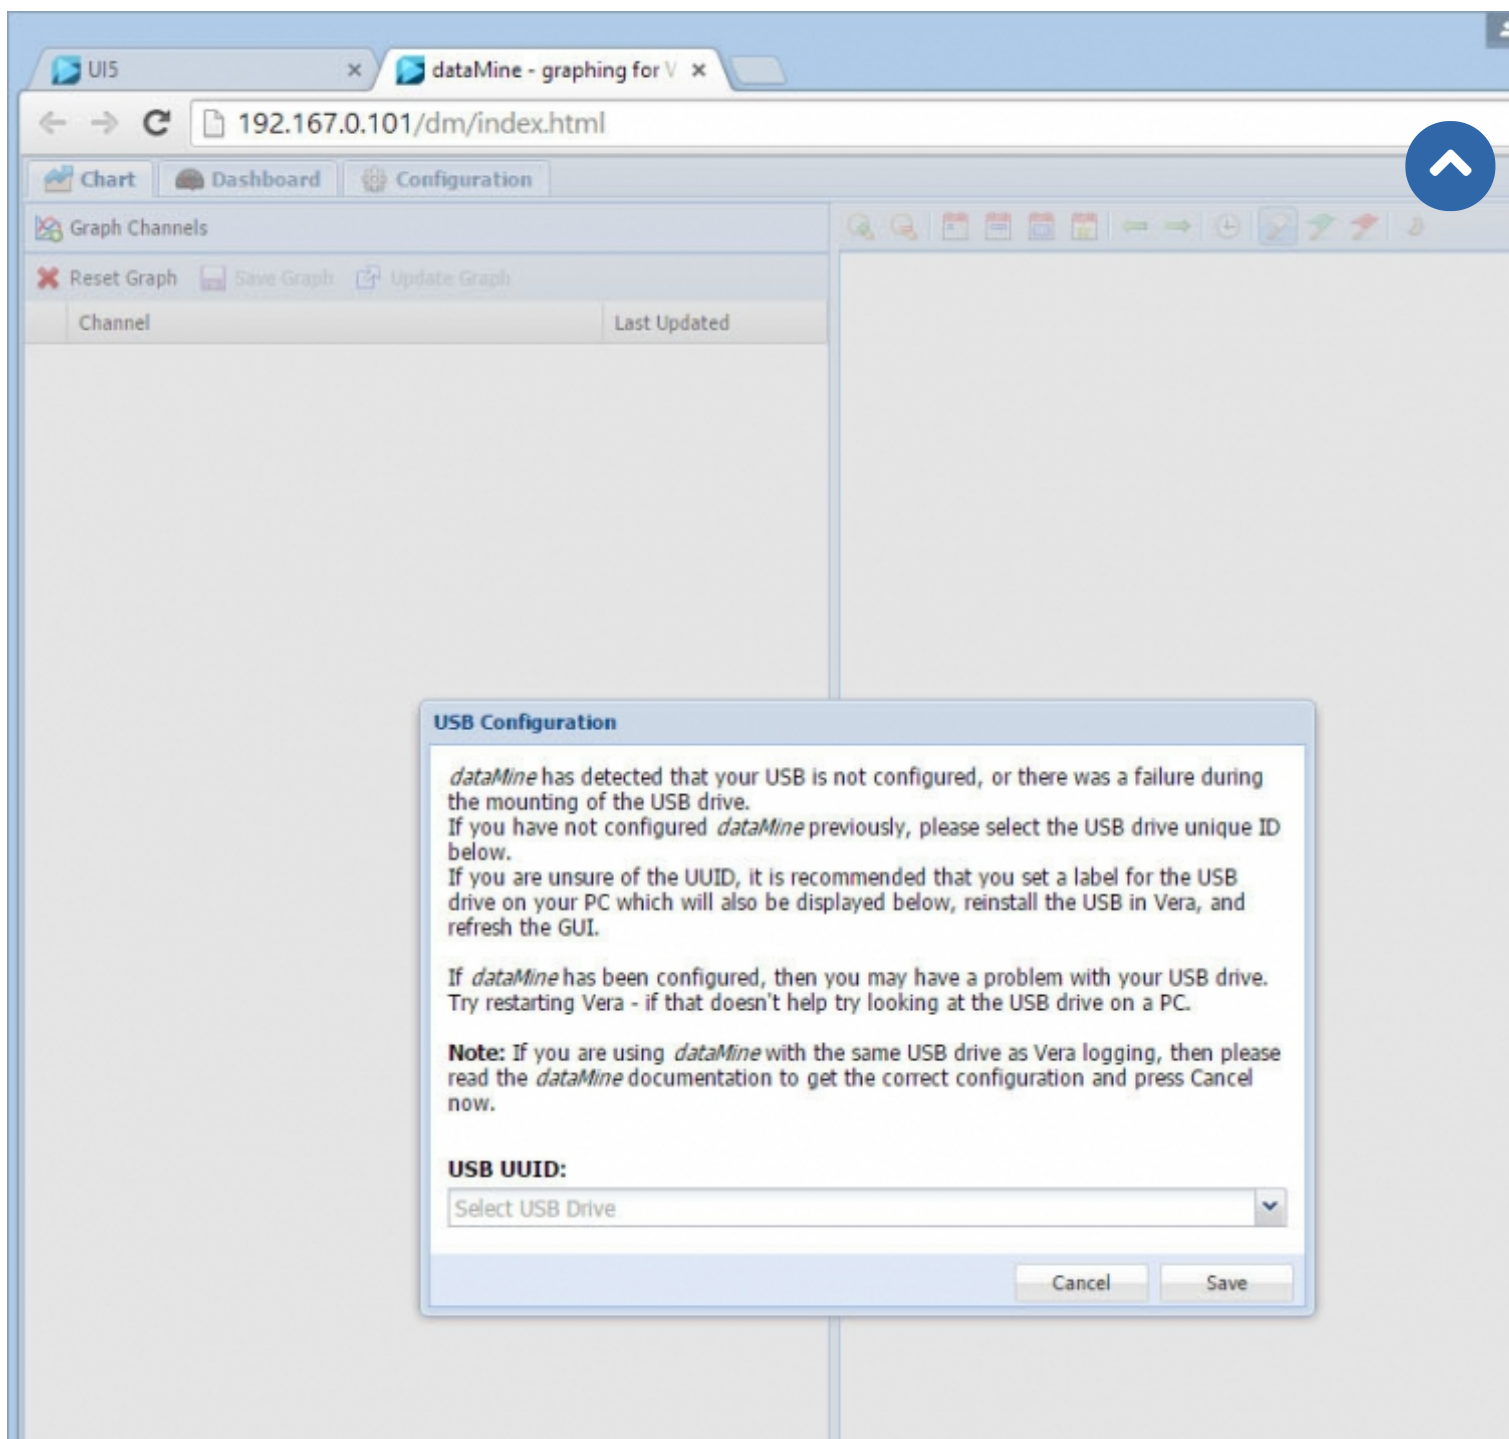 UI5
dataMine - graphing for V
192.167.0.101/dm/index.html
Chart
Dashboard
Configuration
Graph Channels
Reset Graph
Save Graph
Update Graph
Channel
Last Updated
USB Configuration
dataMine has detected that your USB is not configured, or there was a failure during
the mounting of the USB drive.
If you have not configured dataMine previously, please select the USB drive unique ID
below.
If you are unsure of the UUID, it is recommended that you set a label for the USB
drive on your PC which will also be displayed below, reinstall the USB in Vera, and
refresh the GUI.
If dataMine has been configured, then you may have a problem with your USB drive.
Try restarting Vera - if that doesn't help try looking at the USB drive on a PC.
Note: If you are using dataMine with the same USB drive as Vera logging, then please
read the dataMine documentation to get the correct configuration and press Cancel
now.
USB UUID:
Select USB Drive
Cancel
Save